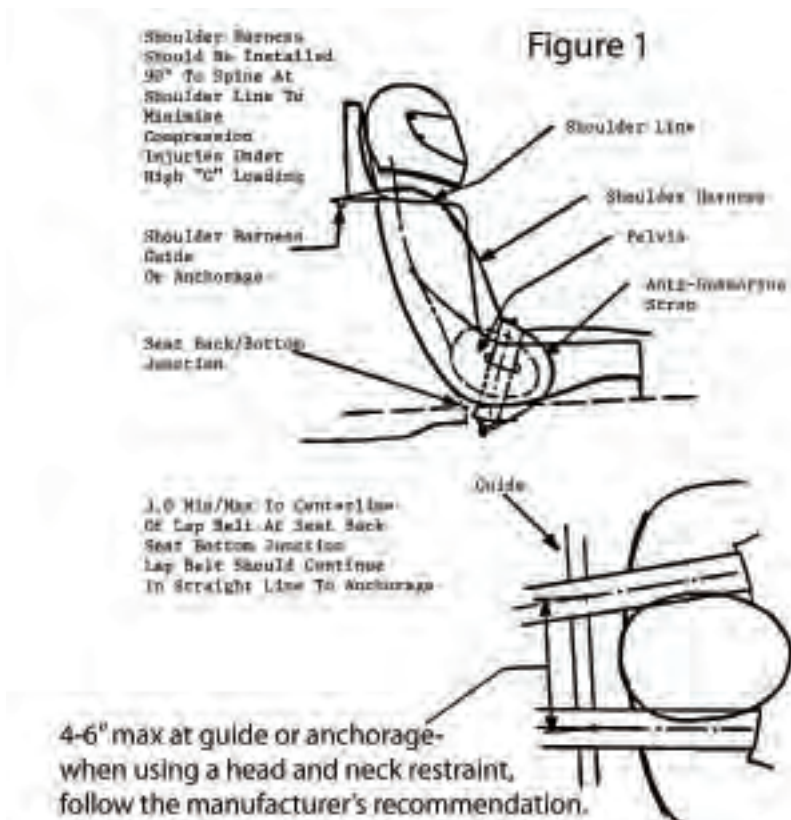 Figure 1
Shoulder Harness
Should Be Installed
90° To Spine At
Shoulder Line To
Minimise
Compression
Injuries Under
High "G" Loading
Shoulder Line
Shoulder Harness
Pelvis
Shoulder Harness
Guide
Or Anchorage
Anti-Submarine
Strap
Seat Back/Bottom
Junction
Guide
Min/Max To Centerline
Of Lap Belt At Seat Back
Seat Bottom Junction
Lap Belt Should Continue
In Straight Line To Anchorage
4-6" max at guide or anchorage-
when using a head and neck restraint,
follow the manufacturer's recommendation.